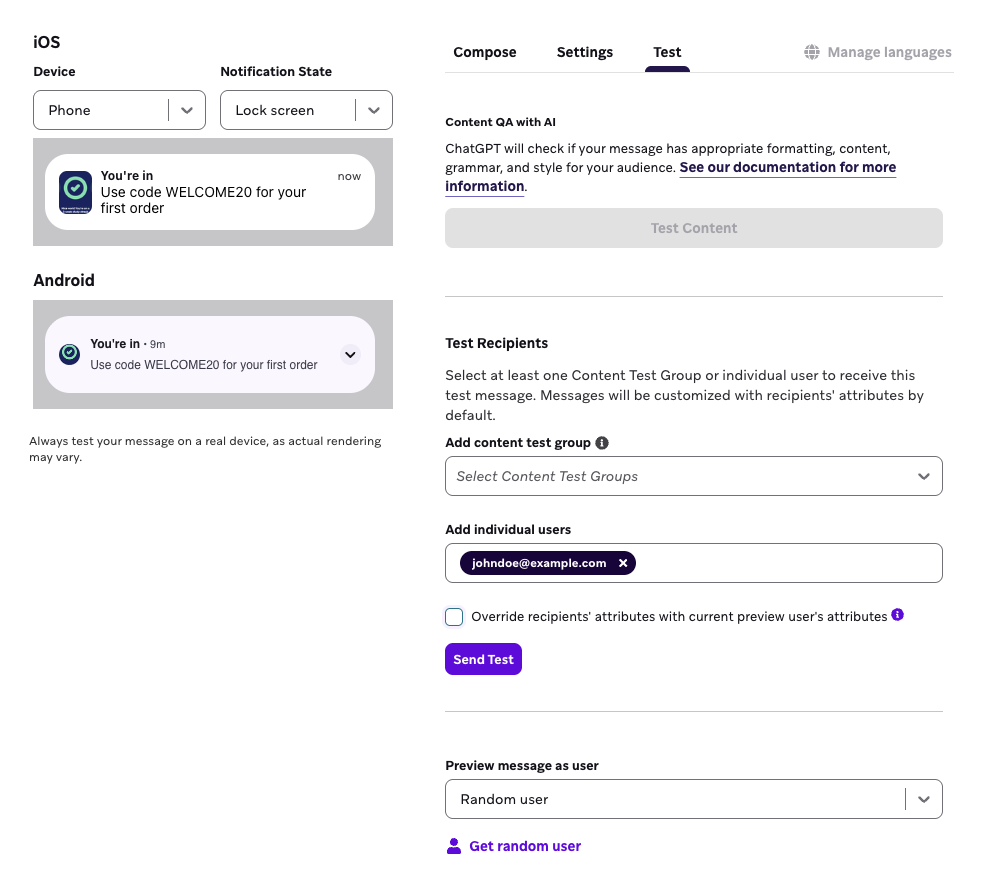 iOS
Device
Notification State
Phone
Lock screen
You're in
now
Use code WELCOME20 for your
first order
Android
You're in · 9m
Use code WELCOME20 for your first order
Always test your message on a real device, as actual rendering
may vary.
Compose
Settings
Test
Manage languages
Content QA with AI
ChatGPT will check if your message has appropriate formatting, content,
grammar, and style for your audience. See our documentation for more
information.
Test Content
Test Recipients
Select at least one Content Test Group or individual user to receive this
test message. Messages will be customized with recipients' attributes by
default.
Add content test group
Select Content Test Groups
Add individual users
johndoe@example.com
Override recipients' attributes with current preview user's attributes
Send Test
Preview message as user
Random user
Get random user